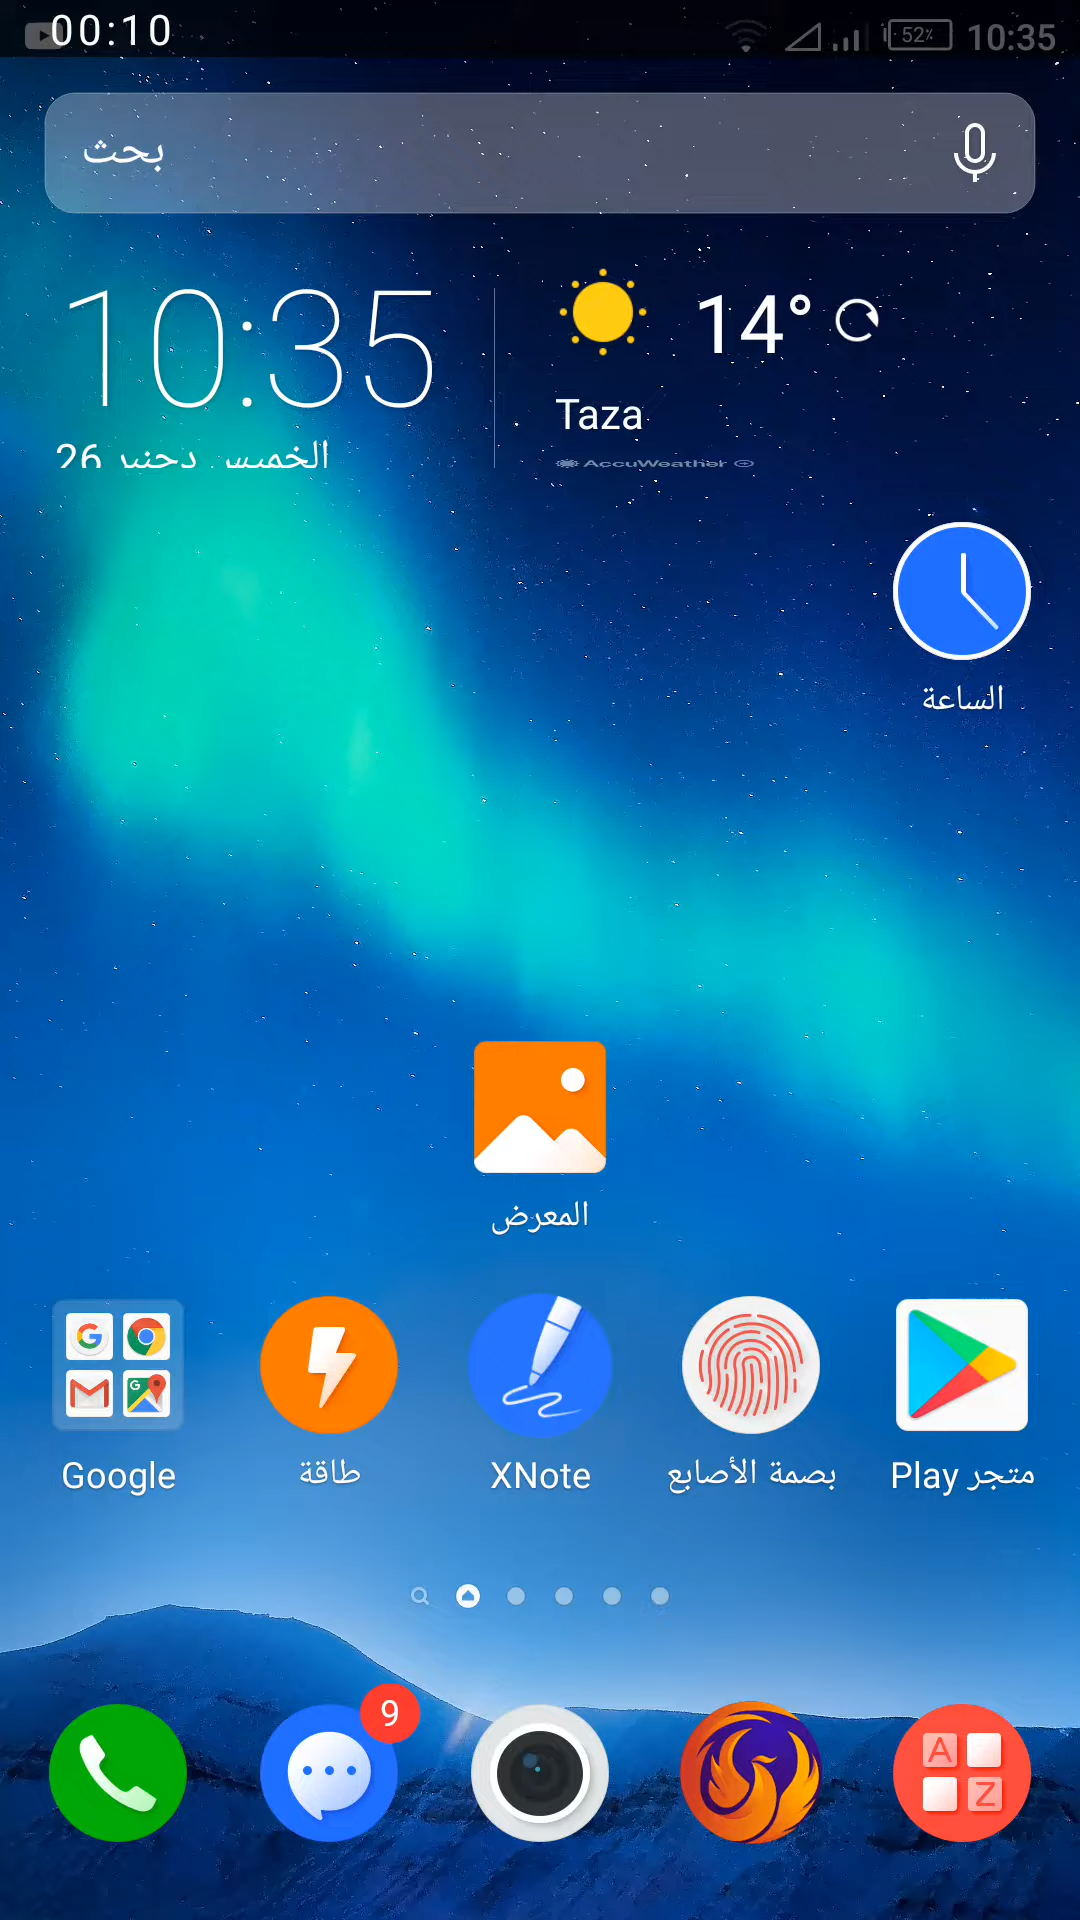 00:10
52%
10:35
بحث
10:35
14°
Taza
الخميس دجنبر 26
AccuWeather
الساعة
المعرض
G
G
Google
طاقة
XNote
بصمة الأصابع
متجر Play
9
A
Z